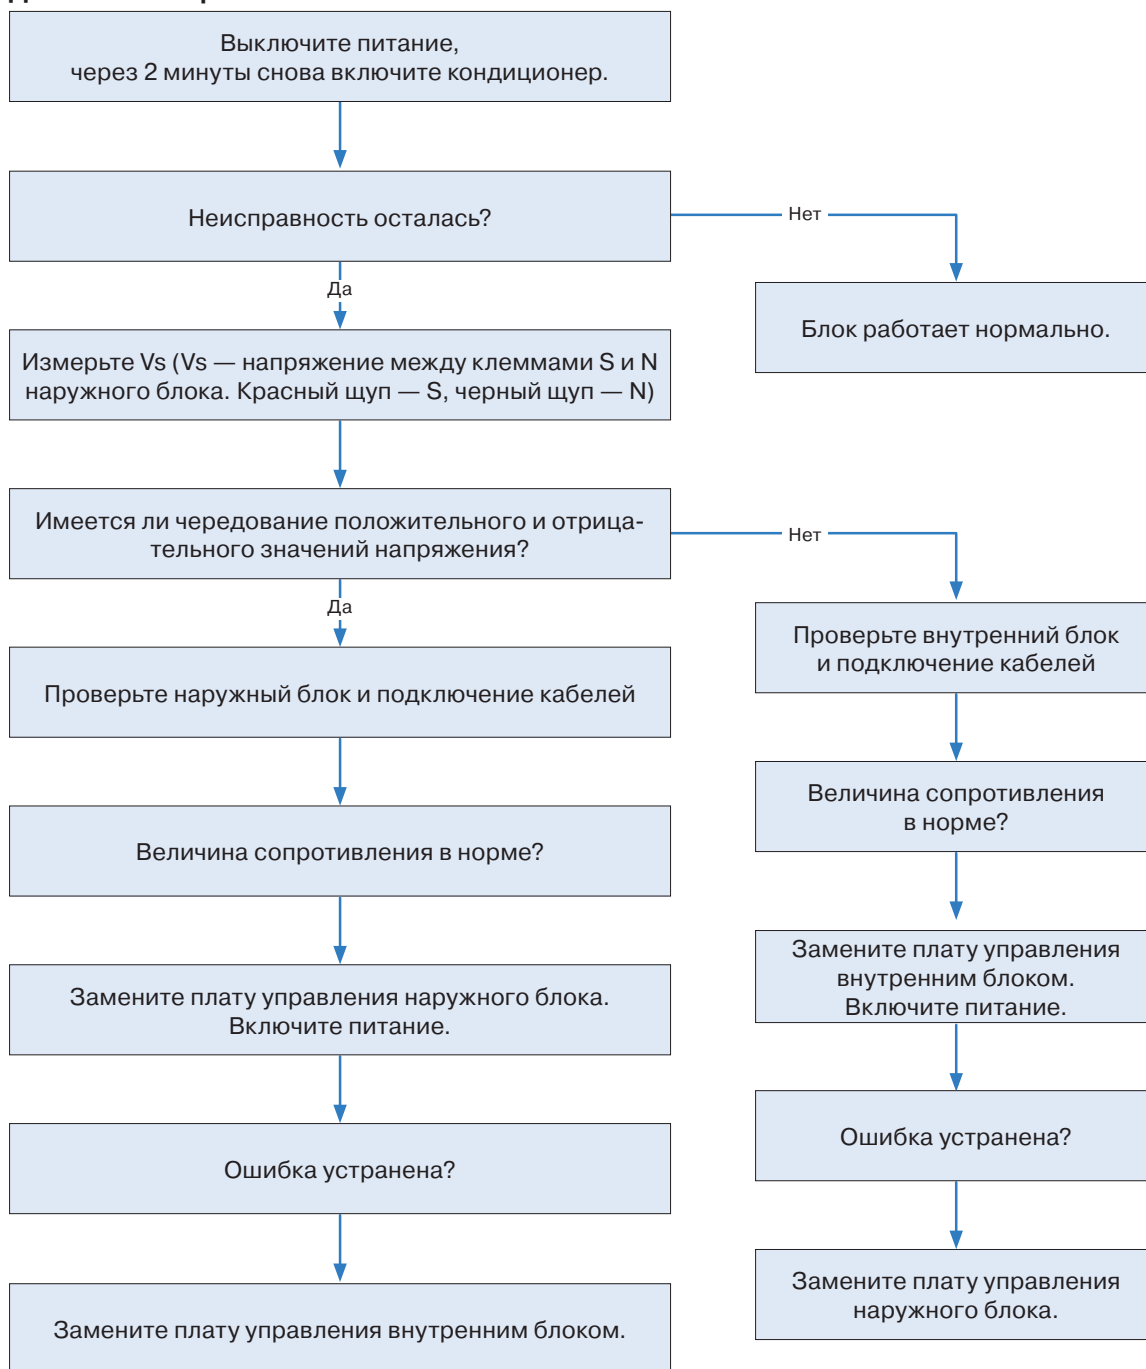 Выключите питание,
через 2 минуты снова включите кондиционер.
Неисправность осталась?
Нет
Да
Блок работает нормально.
Измерьте Vs (Vs — напряжение между клеммами S и N
наружного блока. Красный щуп — S, черный щуп — N)
Имеется ли чередование положительного и отрица-
тельного значений напряжения?
Нет
Да
Проверьте внутренний блок
и подключение кабелей
Проверьте наружный блок и подключение кабелей
Величина сопротивления
в норме?
Величина сопротивления в норме?
Замените плату управления
внутренним блоком.
Включите питание.
Замените плату управления наружного блока.
Включите питание.
Ошибка устранена?
Ошибка устранена?
Замените плату управления
наружного блока.
Замените плату управления внутренним блоком.